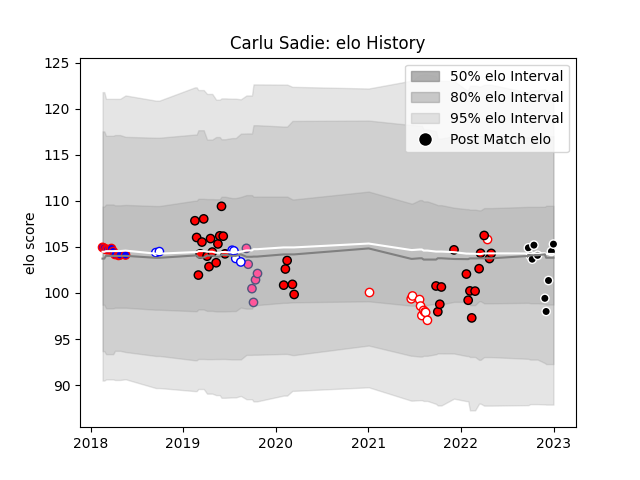 Carlu Sadie: elo History
125
120
115
110
105
100
95
90
elo score
50% elo Interval
80% elo Interval
95% elo Interval
Post Match elo
2018
2019
2020
2021
2022
2023